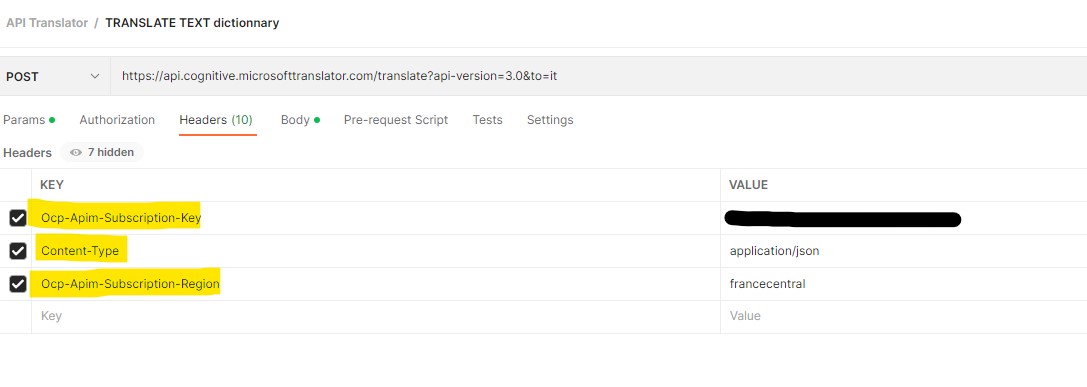 API Translator / TRANSLATE TEXT dictionnary
POST https://api.cognitive.microsofttranslator.com/translate?api-version=3.0&to=it
Params Authorization Headers (10) Body Pre-request Script Tests Settings
Headers 7 hidden
KEY VALUE
Ocp-Apim-Subscription-Key
Content-Type application/json
Ocp-Apim-Subscription-Region francecentral
Key Value